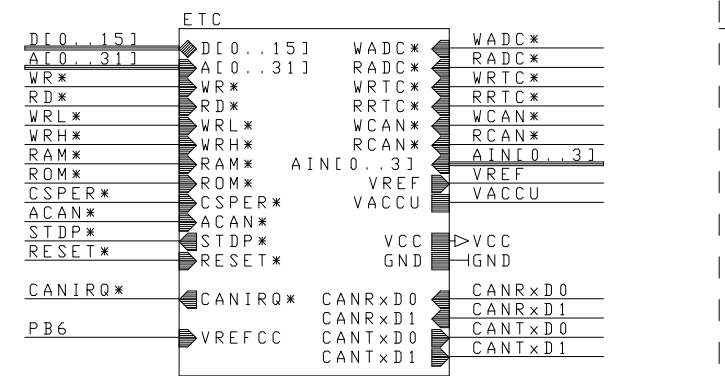 ETC
D[0..15] D[0..15] WADC* WADC*
A[0..31] A[0..31] RADC* RADC*
WR* WR* WRTC* WRTC*
RD* RD* RRTC* RRTC*
WRL* WRL* WCAN* WCAN*
WRH* WRH* RCAN* RCAN*
RAM* RAM* AIN[0..3] AIN[0..3]
ROM* ROM* VREF VREF
CSPER* CSPER* VACCU VACCU
ACAN* ACAN*
STDP* STDP* VCC VCC
RESET* RESET* GND GND
CANIRQ* CANIRQ* CANRxD0 CANRxD0
CANRxD1 CANRxD1
PB6 VREFCC CANTxD0 CANTxD0
CANTxD1 CANTxD1